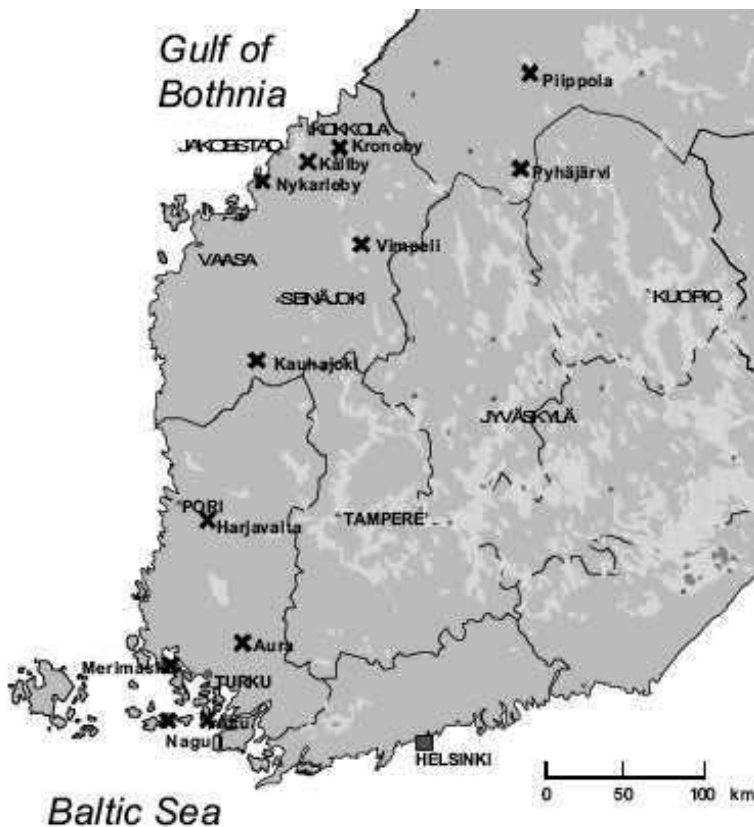 Gulf of
Bothnia
Piippola
KOKKOLA
JAKOBSTAD
Kronoby
Källby
Pyhäjärvi
Nykarleby
Vimpeli
VAASA
SEINÄJOKI
KUOPIO
Kauhajoki
JYVÄSKYLÄ
PORI
TAMPERE
Harjavalta
Aura
Merimasku
TURKU
Nagu
HELSINKI
0 50 100 km
Baltic Sea